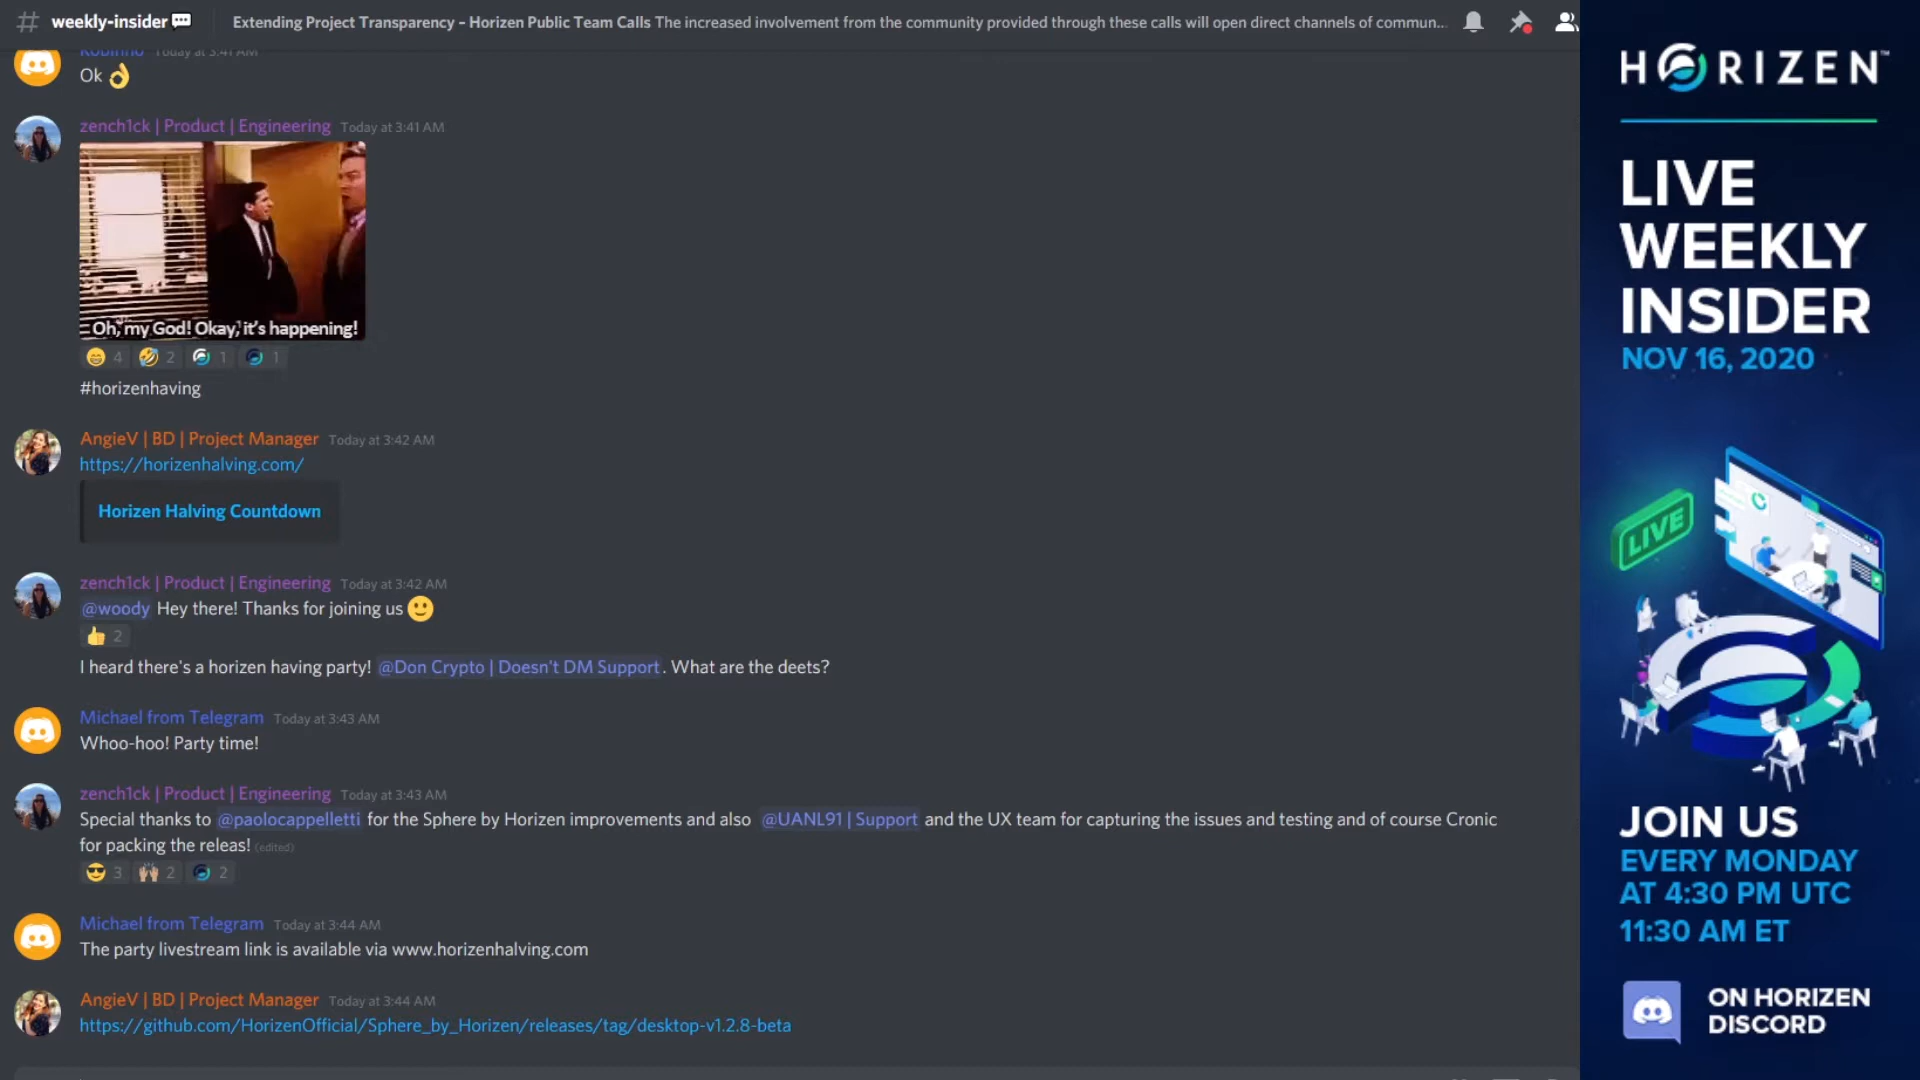 weekly-insider
Extending Project Transparency – Horizen Public Team Calls The increased involvement from the community provided through these calls will open direct channels of commun...
Robinho Today at 3:41 AM
Ok
zench1ck | Product | Engineering Today at 3:41 AM
Oh, my God! Okay, it's happening!
4 2 1 1
#horizenhaving
AngieV | BD | Project Manager Today at 3:42 AM
https://horizenhalving.com/
Horizen Halving Countdown
zench1ck | Product | Engineering Today at 3:42 AM
@woody Hey there! Thanks for joining us
2
I heard there's a horizen having party! @Don Crypto | Doesn't DM Support. What are the deets?
Michael from Telegram Today at 3:43 AM
Whoo-hoo! Party time!
zench1ck | Product | Engineering Today at 3:43 AM
Special thanks to @paolocappelletti for the Sphere by Horizen improvements and also @UANL91 | Support and the UX team for capturing the issues and testing and of course Cronic
for packing the releas! (edited)
3 2 2
Michael from Telegram Today at 3:44 AM
The party livestream link is available via www.horizenhalving.com
AngieV | BD | Project Manager Today at 3:44 AM
https://github.com/HorizenOfficial/Sphere_by_Horizen/releases/tag/desktop-v1.2.8-beta
HORIZEN™
LIVE
WEEKLY
INSIDER
NOV 16, 2020
LIVE
JOIN US
EVERY MONDAY
AT 4:30 PM UTC
11:30 AM ET
ON HORIZEN
DISCORD